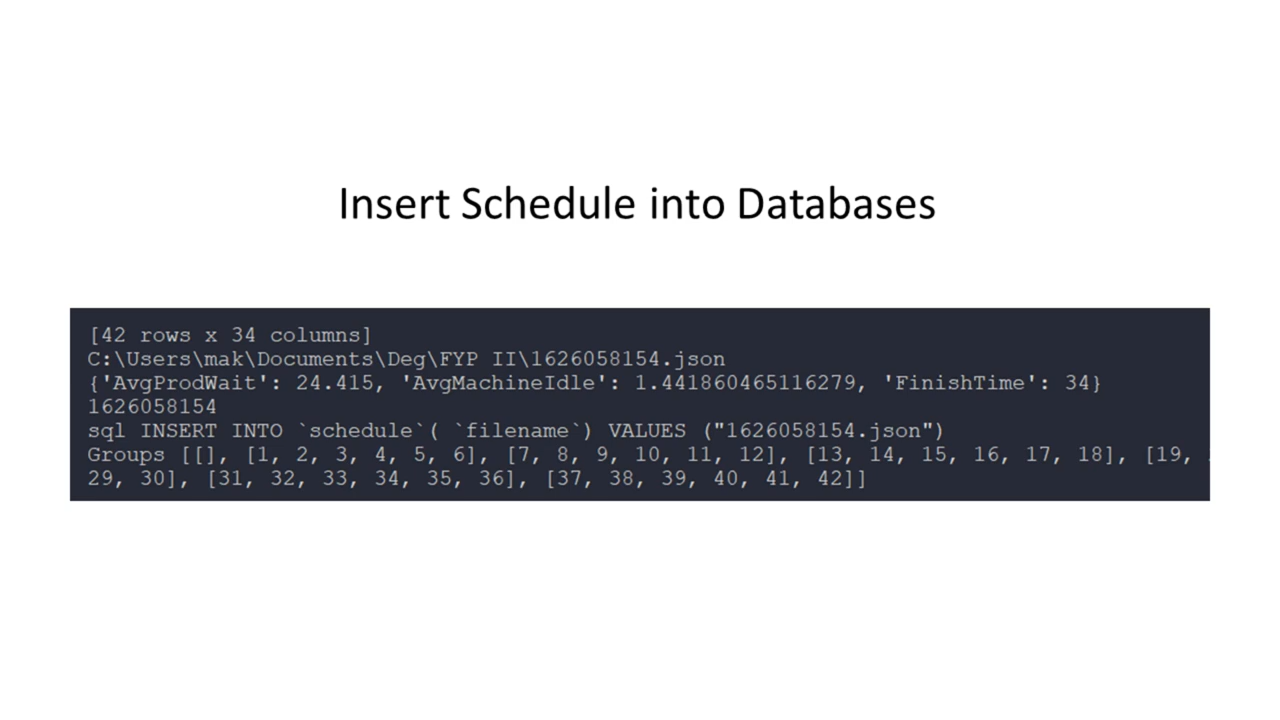 Insert Schedule into Databases
[42 rows x 34 columns]
C:\Users\mak\Documents\Deg\FYP II\1626058154.json
{'AvgProdWait': 24.415, 'AvgMachineIdle': 1.441860465116279, 'FinishTime': 34}
1626058154
sql INSERT INTO `schedule`( `filename`) VALUES ("1626058154.json")
Groups [[], [1, 2, 3, 4, 5, 6], [7, 8, 9, 10, 11, 12], [13, 14, 15, 16, 17, 18], [19,
29, 30], [31, 32, 33, 34, 35, 36], [37, 38, 39, 40, 41, 42]]